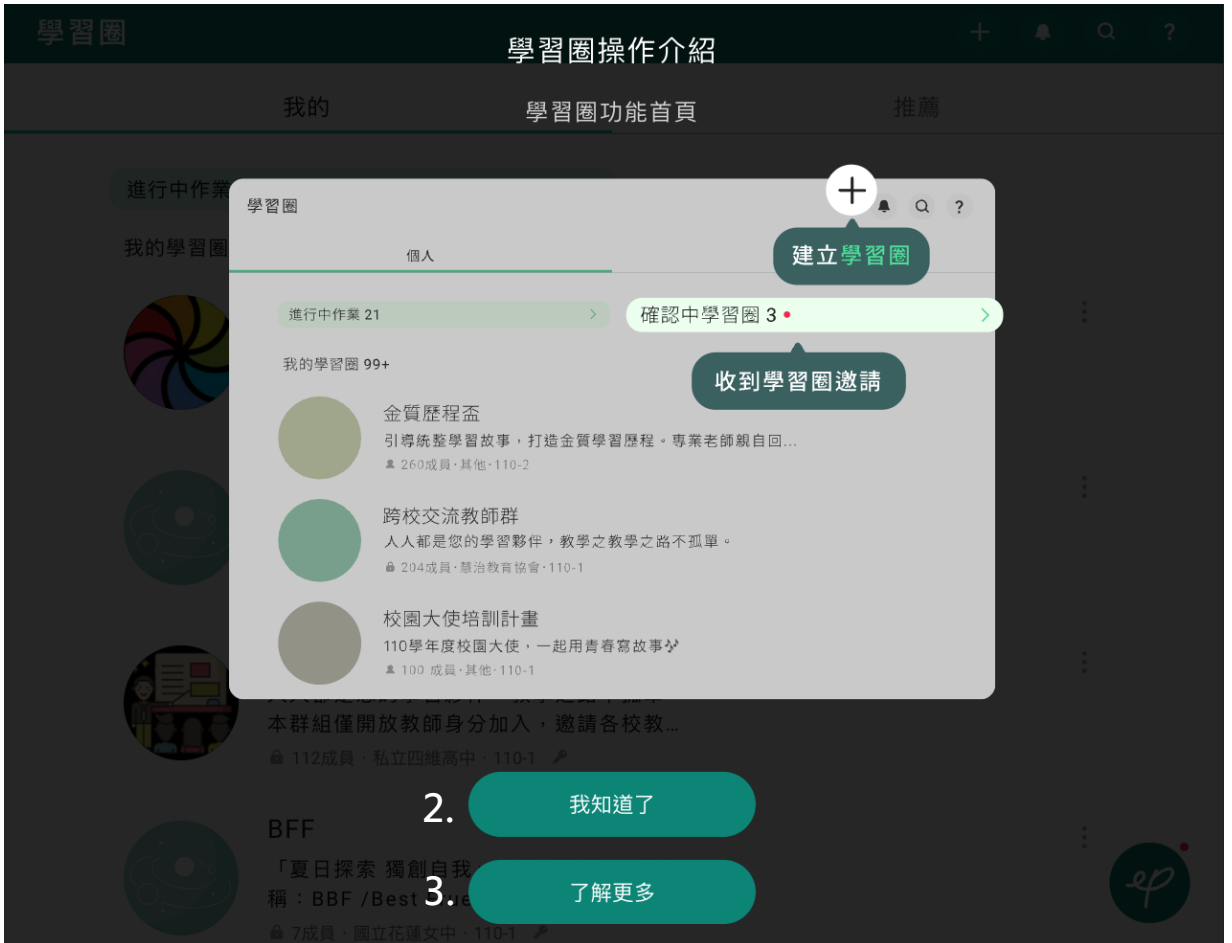 學習圈
?
學習圈操作介紹
我的
學習圈功能首頁
推薦
進行中作業
學習圈
?
我的學習圈
個人
建立學習圈
進行中作業 21
確認中學習圈 3
我的學習圈 99+
收到學習圈邀請
金質歷程盃
引導統整學習故事，打造金質學習歷程。專業老師親自回...
260成員·其他·110-2
跨校交流教師群
人人都是您的學習夥伴，教學之教學之路不孤單。
204成員·慧治教育協會·110-1
校園大使培訓計畫
110學年度校園大使，一起用青春寫故事
100 成員·其他·110-1
本群組僅開放教師身分加入，邀請各校教...
112成員 · 私立四維高中 · 110-1
2. 我知道了
BFF
「夏日探索 獨創自我
稱：BBF /Best
3. 了解更多
7成員 · 國立花蓮女中 · 110-1
ep